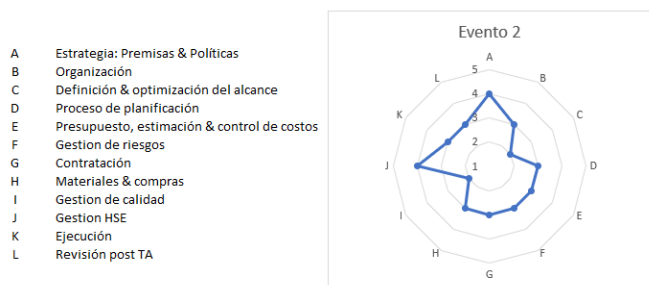 A Estrategia: Premisas & Políticas
B Organización
C Definición & optimización del alcance
D Proceso de planificación
E Presupuesto, estimación & control de costos
F Gestion de riesgos
G Contratación
H Materiales & compras
I Gestion de calidad
J Gestion HSE
K Ejecución
L Revisión post TA
Evento 2
A
B
C
D
E
F
G
H
I
J
K
L
5
4
3
2
1